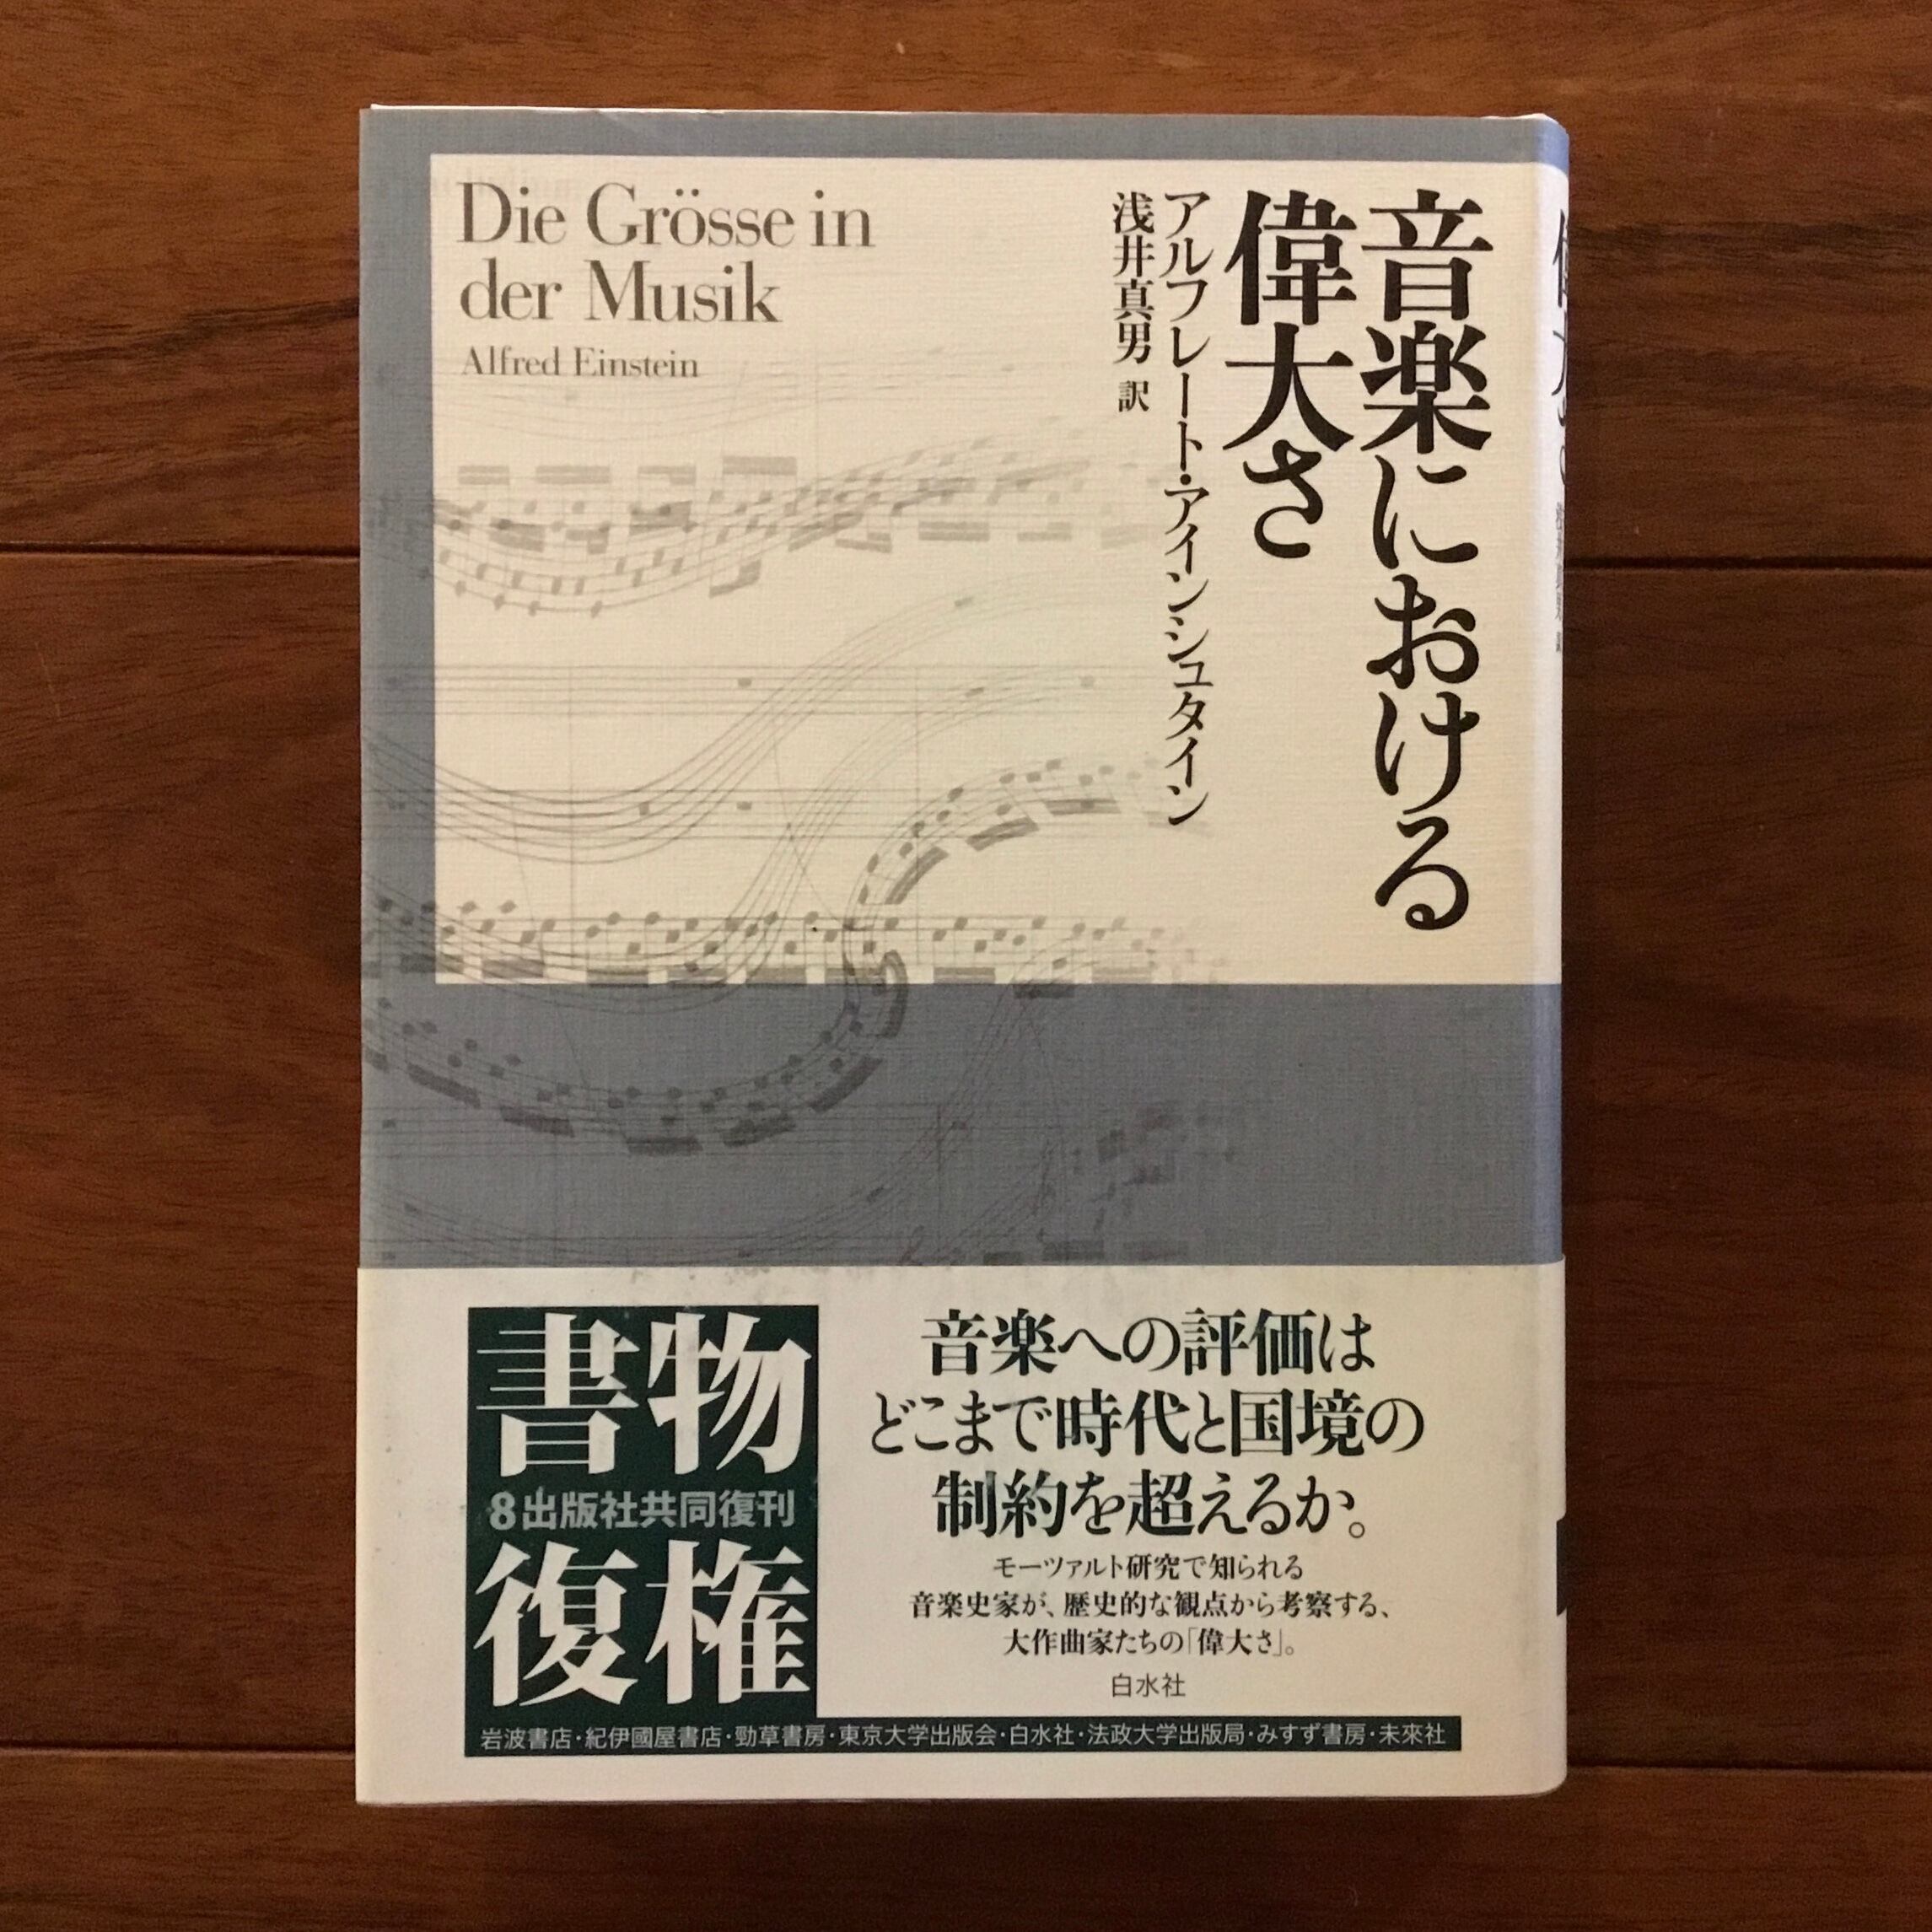 Die Grösse in
der Musik
Alfred Einstein
音楽における
偉大さ
アルフレート・アインシュタイン
浅井真男 訳
書物
8出版社共同復刊
復権
音楽への評価は
どこまで時代と国境の
制約を超えるか。
モーツァルト研究で知られる
音楽史家が、歴史的な観点から考察する、
大作曲家たちの「偉大さ」。
白水社
岩波書店・紀伊國屋書店・勁草書房・東京大学出版会・白水社・法政大学出版局・みすず書房・未來社